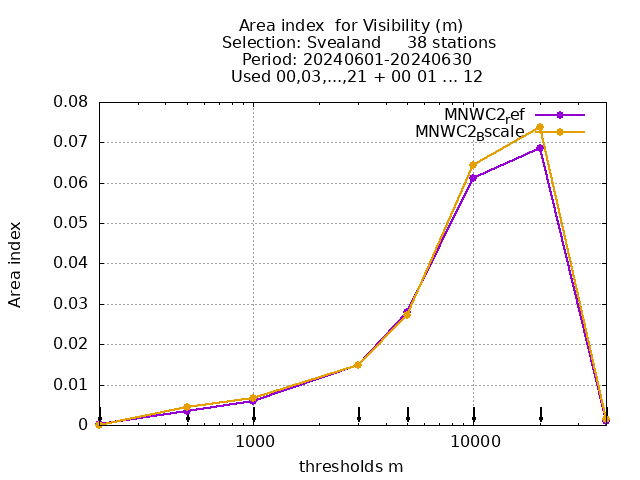 Area index  for Visibility (m)
Selection: Svealand     38 stations
Period: 20240601-20240630
Used 00,03,...,21 + 00 01 ... 12
MNWC2ref
MNWC2Bscale
0.08
0.07
0.06
0.05
0.04
0.03
0.02
0.01
0
Area index
1000
10000
thresholds m